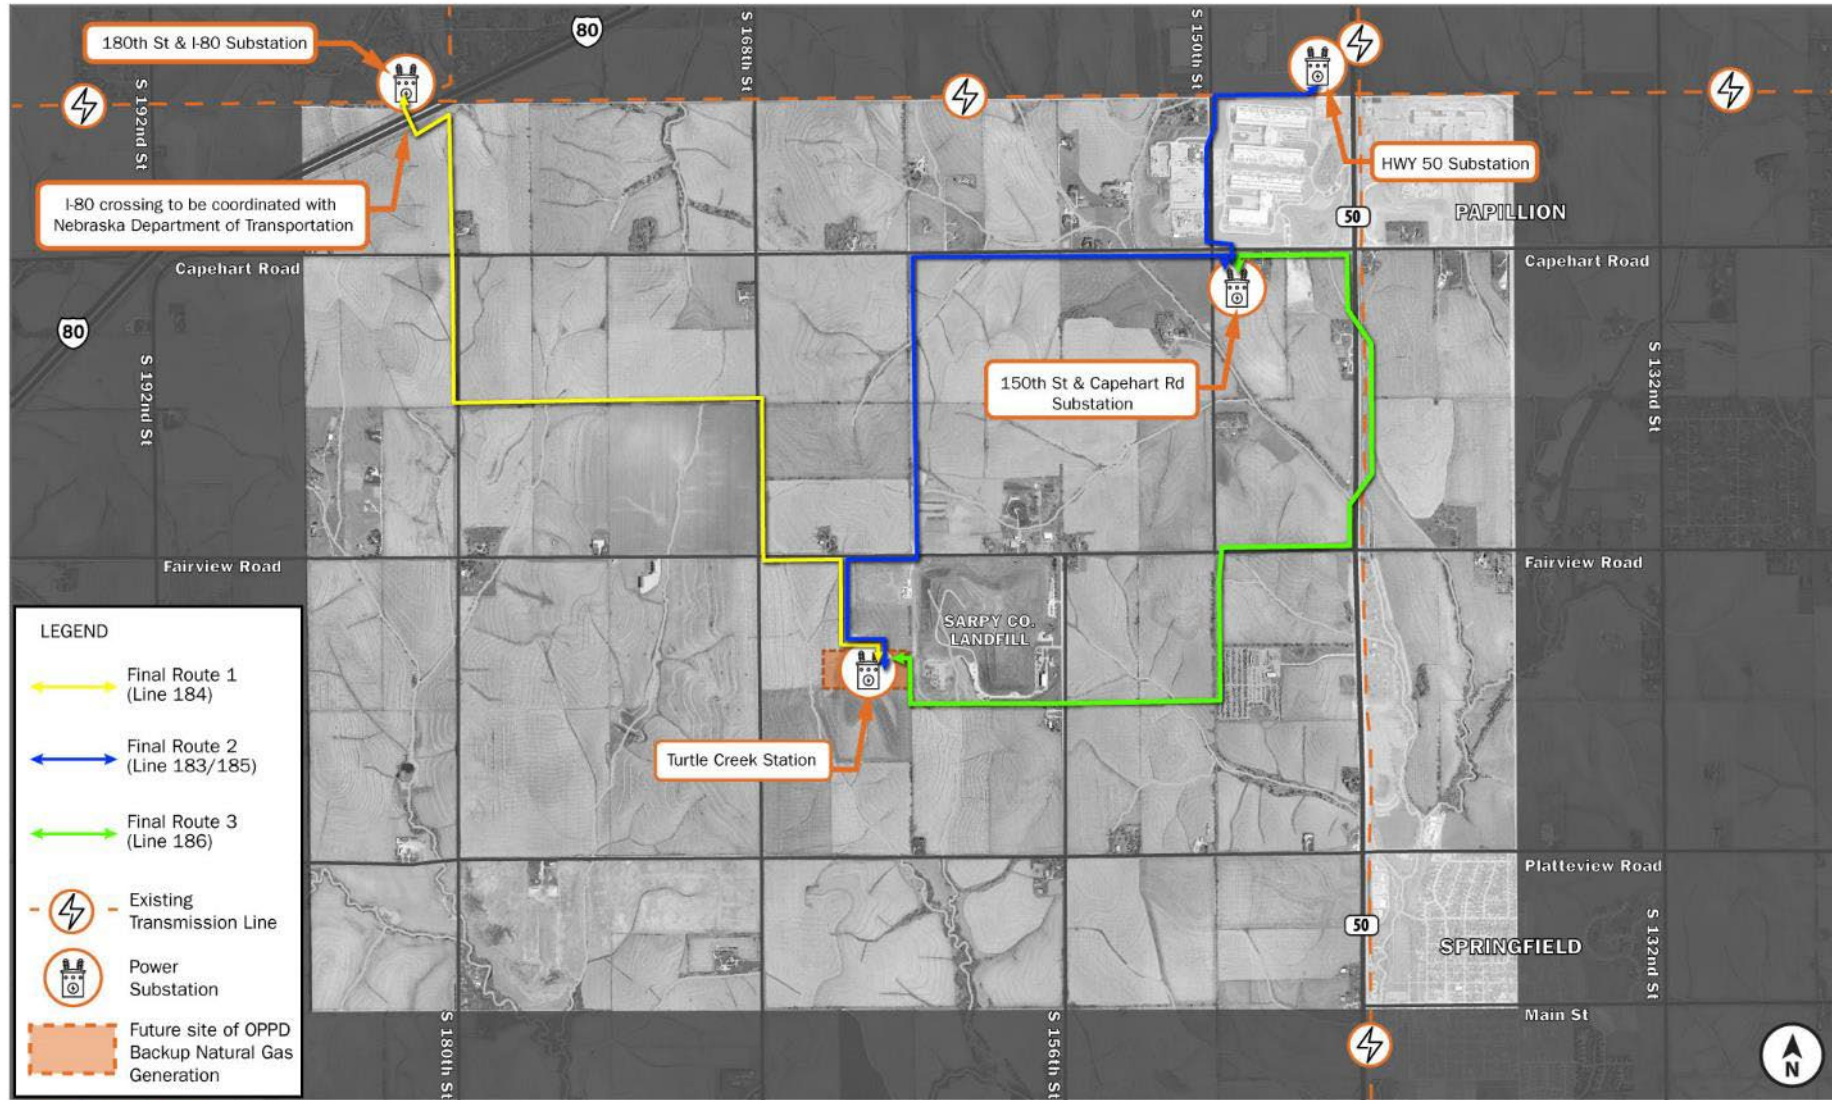 180th St & I-80 Substation
80
S 168th St
S 150th St
S 192nd St
HWY 50 Substation
I-80 crossing to be coordinated with
Nebraska Department of Transportation
50
PAPILLION
Capehart Road
Capehart Road
80
S 192nd St
150th St & Capehart Rd
Substation
S 132nd St
Fairview Road
Fairview Road
SARPY CO.
LANDFILL
Turtle Creek Station
LEGEND
Final Route 1
(Line 184)
Final Route 2
(Line 183/185)
Final Route 3
(Line 186)
Existing
Transmission Line
Power
Substation
Future site of OPPD
Backup Natural Gas
Generation
Platteview Road
50
SPRINGFIELD
S 132nd St
Main St
S 180th St
S 156th St
N